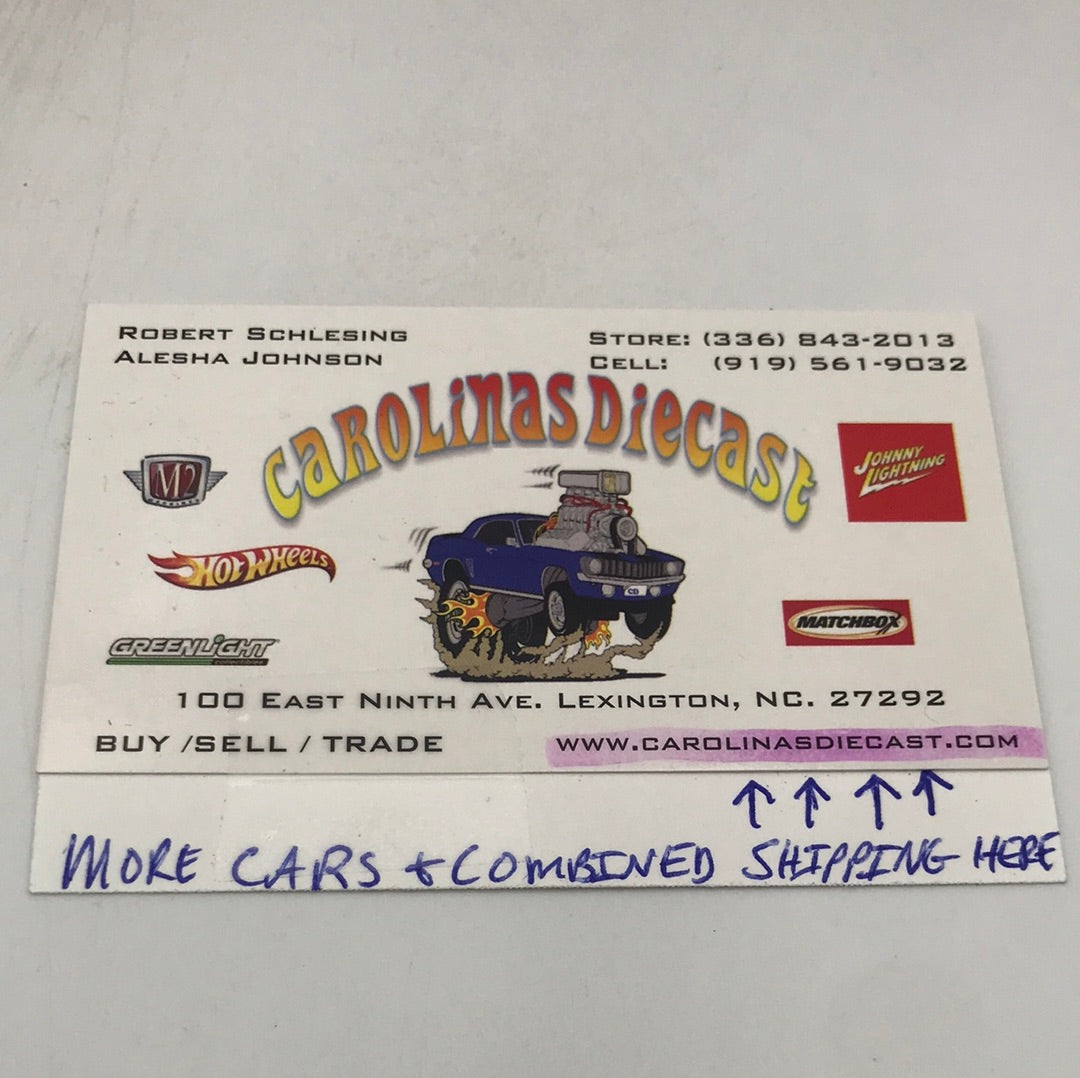 ROBERT SCHLESING
ALESHA JOHNSON
STORE: (336) 843-2013
CELL: (919) 561-9032
CAROLINAS DIECAST
M2
JOHNNY
LIGHTNING
HOT WHEELS
CD
MATCHBOX
GREENLIGHT
collectibles
100 EAST NINTH AVE. LEXINGTON, NC. 27292
BUY /SELL / TRADE
WWW.CAROLINASDIECAST.COM
↑ ↑ ↑ ↑
MORE CARS + COMBINED SHIPPING HERE